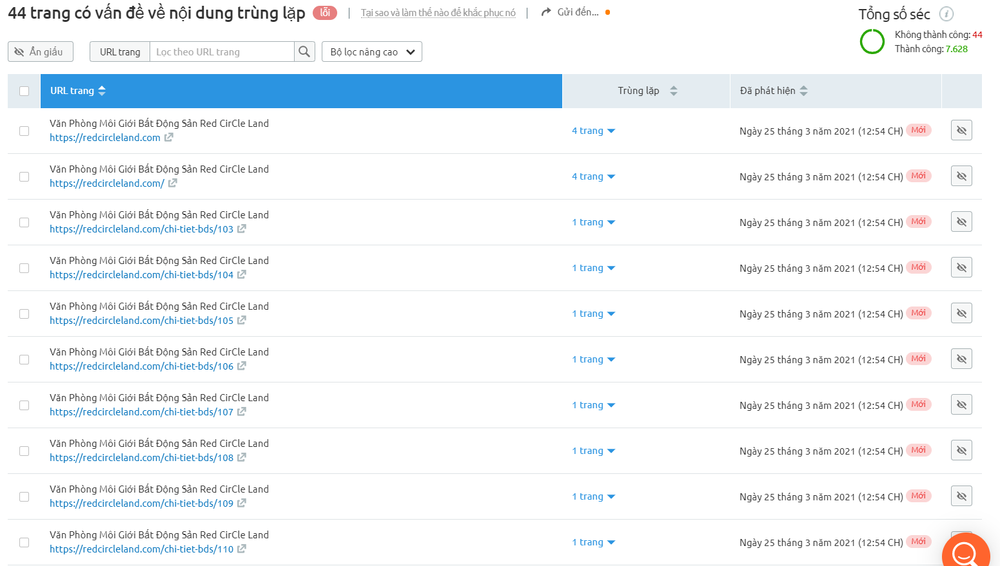 44 trang có vấn đề về nội dung trùng lặp lỗi Tại sao và làm thế nào để khắc phục nó Gửi đến...
Tổng số séc i
Không thành công: 44
Thành công: 7.628
Ẩn giấu URL trang Lọc theo URL trang Bộ lọc nâng cao
URL trang Trùng lặp Đã phát hiện
Văn Phòng Môi Giới Bất Động Sản Red CirCle Land
https://redcircleland.com 4 trang Ngày 25 tháng 3 năm 2021 (12:54 CH) Mới
Văn Phòng Môi Giới Bất Động Sản Red CirCle Land
https://redcircleland.com/ 4 trang Ngày 25 tháng 3 năm 2021 (12:54 CH) Mới
Văn Phòng Môi Giới Bất Động Sản Red CirCle Land
https://redcircleland.com/chi-tiet-bds/103 1 trang Ngày 25 tháng 3 năm 2021 (12:54 CH) Mới
Văn Phòng Môi Giới Bất Động Sản Red CirCle Land
https://redcircleland.com/chi-tiet-bds/104 1 trang Ngày 25 tháng 3 năm 2021 (12:54 CH) Mới
Văn Phòng Môi Giới Bất Động Sản Red CirCle Land
https://redcircleland.com/chi-tiet-bds/105 1 trang Ngày 25 tháng 3 năm 2021 (12:54 CH) Mới
Văn Phòng Môi Giới Bất Động Sản Red CirCle Land
https://redcircleland.com/chi-tiet-bds/106 1 trang Ngày 25 tháng 3 năm 2021 (12:54 CH) Mới
Văn Phòng Môi Giới Bất Động Sản Red CirCle Land
https://redcircleland.com/chi-tiet-bds/107 1 trang Ngày 25 tháng 3 năm 2021 (12:54 CH) Mới
Văn Phòng Môi Giới Bất Động Sản Red CirCle Land
https://redcircleland.com/chi-tiet-bds/108 1 trang Ngày 25 tháng 3 năm 2021 (12:54 CH) Mới
Văn Phòng Môi Giới Bất Động Sản Red CirCle Land
https://redcircleland.com/chi-tiet-bds/109 1 trang Ngày 25 tháng 3 năm 2021 (12:54 CH) Mới
Văn Phòng Môi Giới Bất Động Sản Red CirCle Land
https://redcircleland.com/chi-tiet-bds/110 1 trang Ngày 25 tháng 3 năm 2021 (12:54 CH) Mới